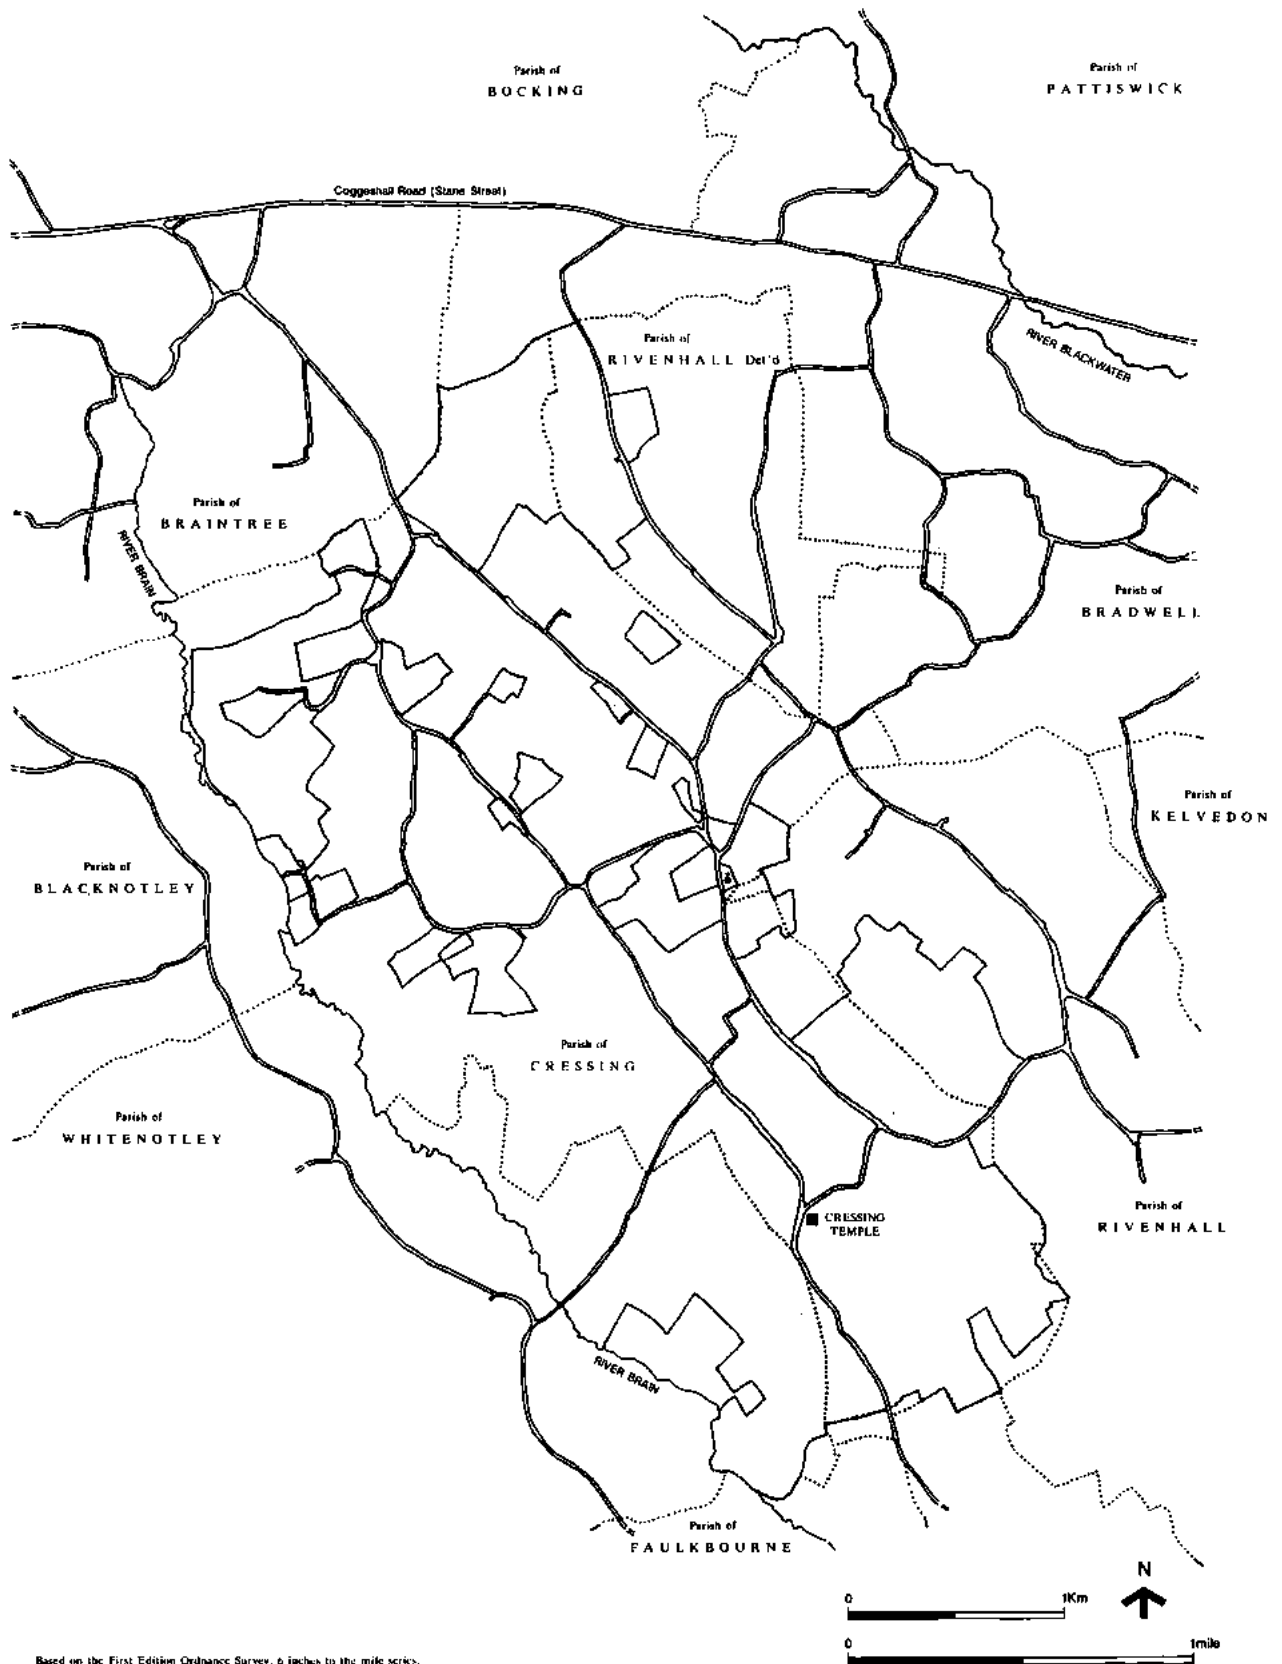 Parish of
BOCKING
Parish of
PATTISWICK
Coggeshall Road (Stane Street)
Parish of
RIVENHALL Det'd
RIVER BLACKWATER
Parish of
BRAINTREE
RIVER BRAIN
Parish of
BRADWELL
Parish of
KELVEDON
Parish of
BLACKNOTLEY
Parish of
CRESSING
Parish of
WHITENOTLEY
CRESSING
TEMPLE
Parish of
RIVENHALL
RIVER BRAIN
Parish of
FAULKBOURNE
N
0 1Km
0 1mile
Based on the First Edition Ordnance Survey, 6 inches to the mile series.